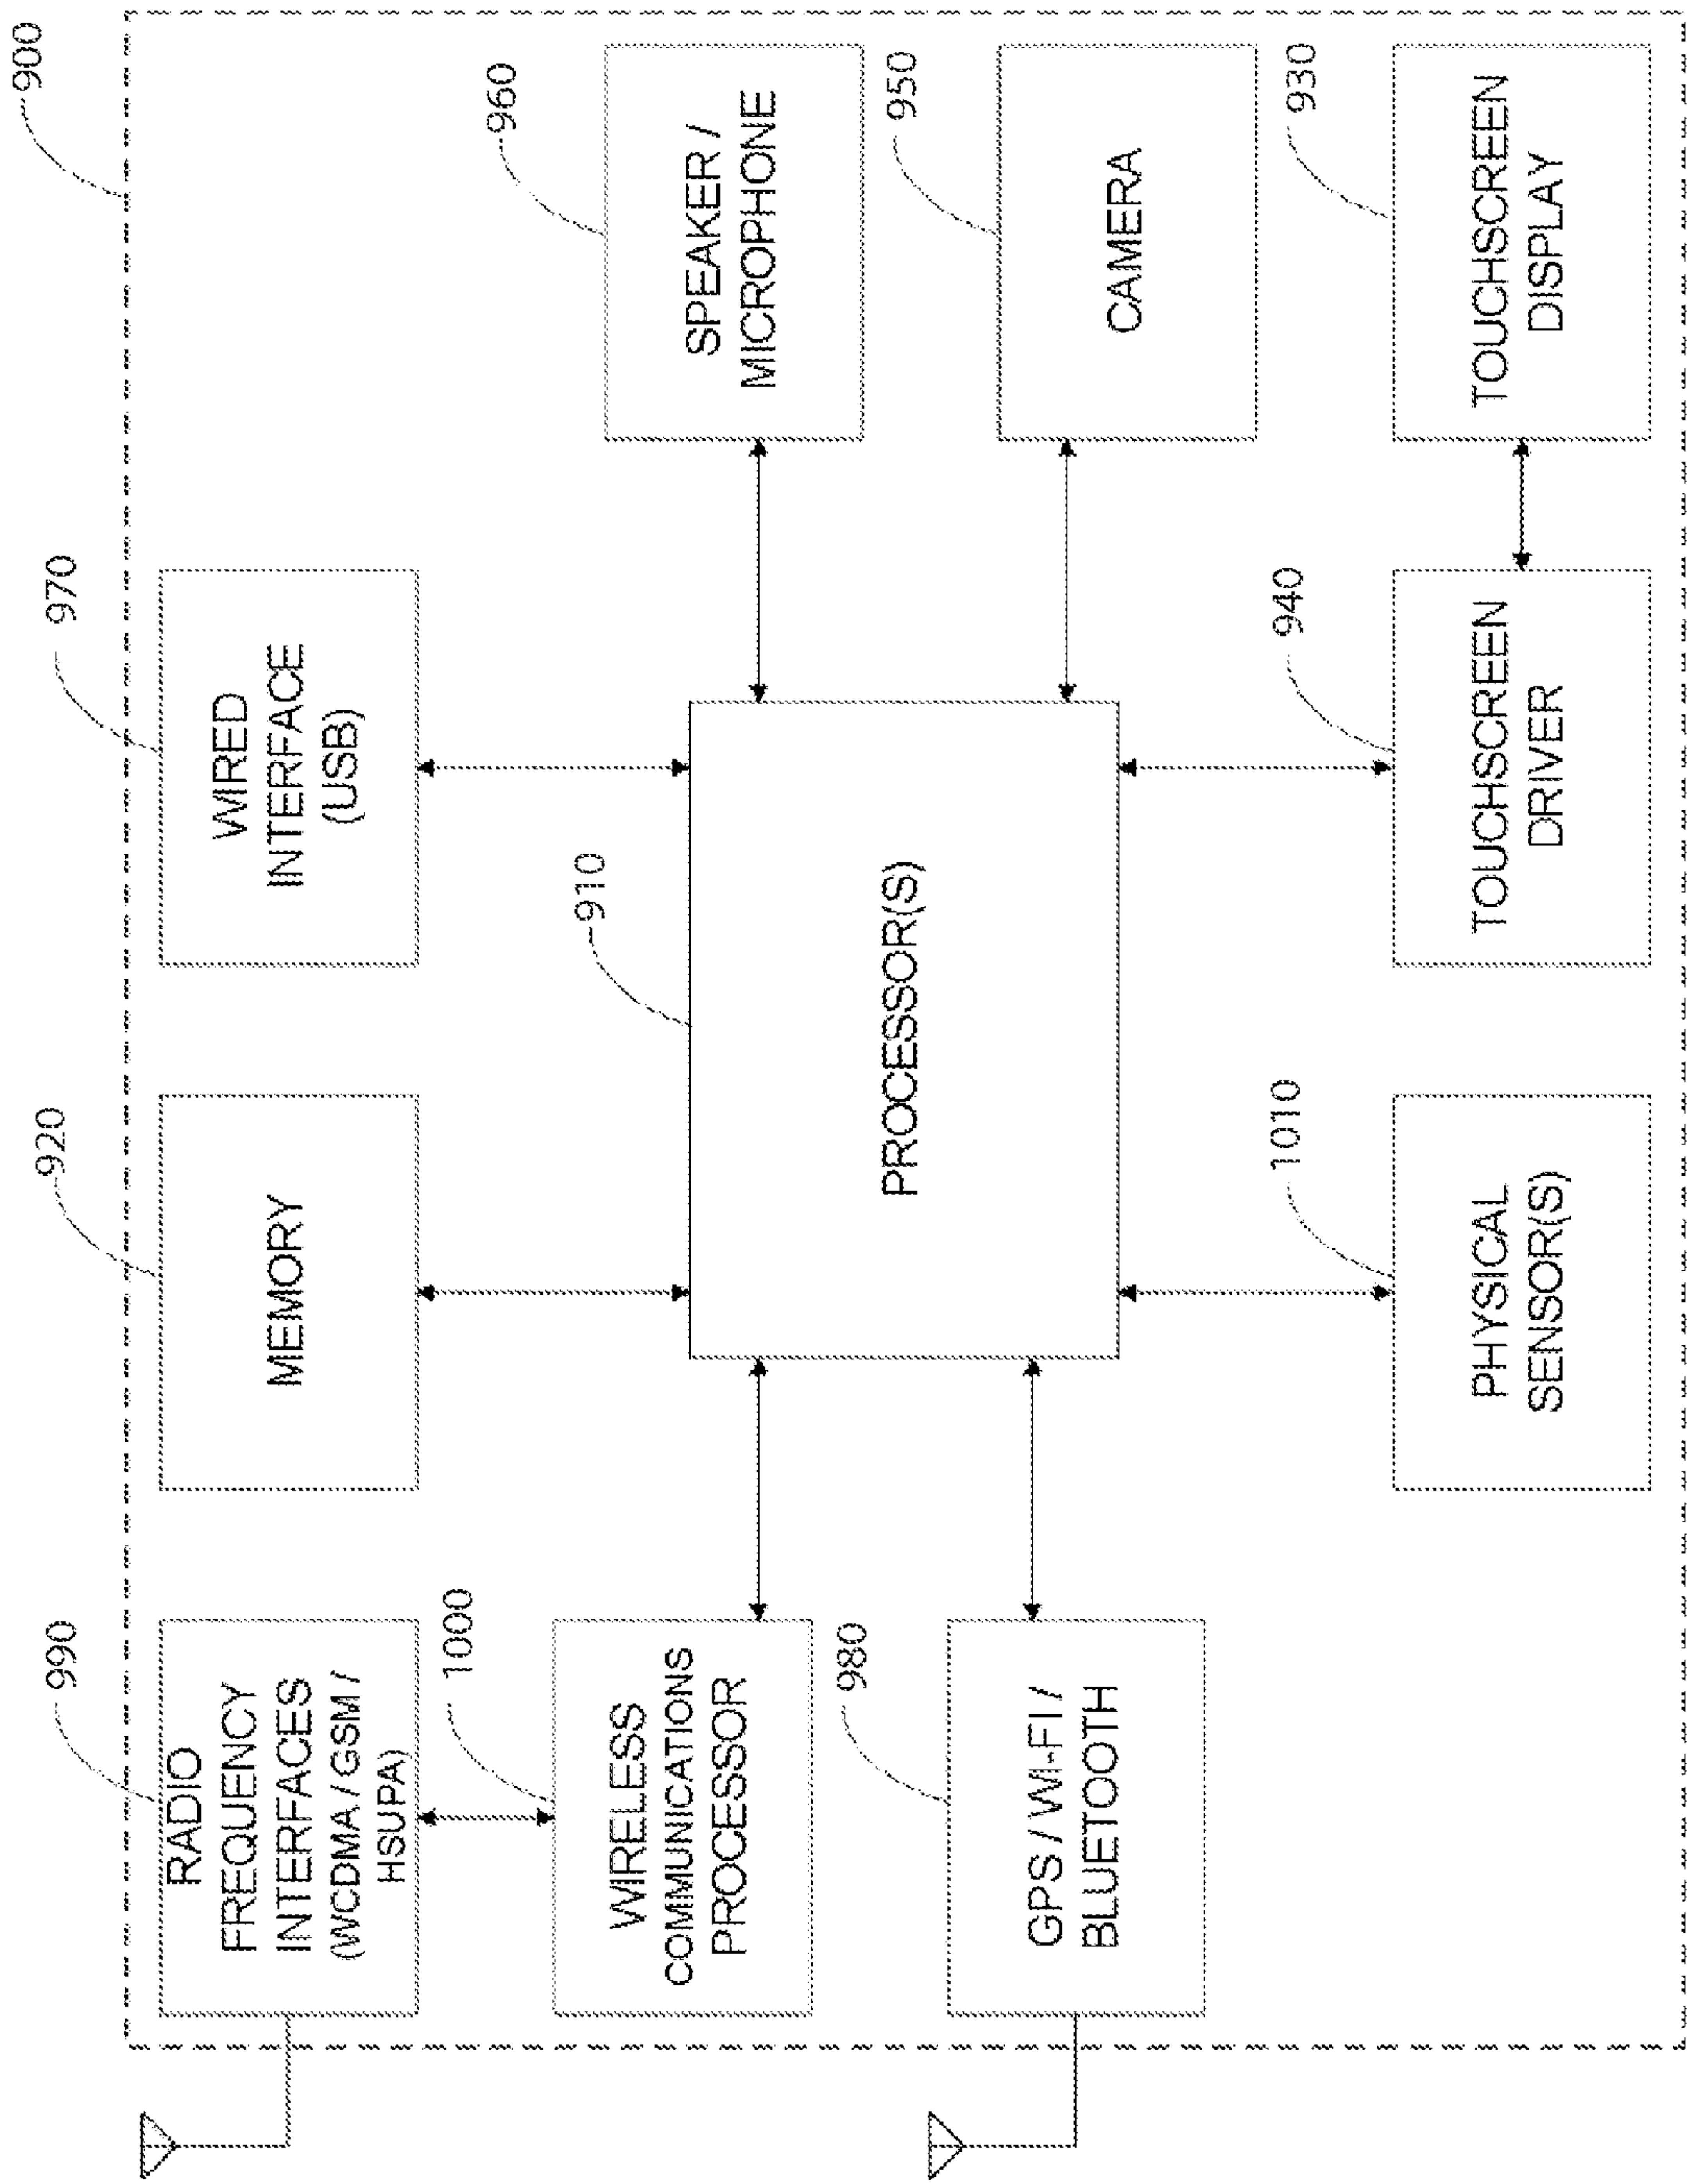 900
990
RADIO
FREQUENCY
INTERFACES
(WCDMA / GSM /
HSUPA)
920
MEMORY
970
WIRED
INTERFACE
(USB)
1000
WIRELESS
COMMUNICATIONS
PROCESSOR
910
PROCESSOR(S)
960
SPEAKER /
MICROPHONE
980
GPS / WI-FI /
BLUETOOTH
950
CAMERA
1010
PHYSICAL
SENSOR(S)
940
TOUCHSCREEN
DRIVER
930
TOUCHSCREEN
DISPLAY